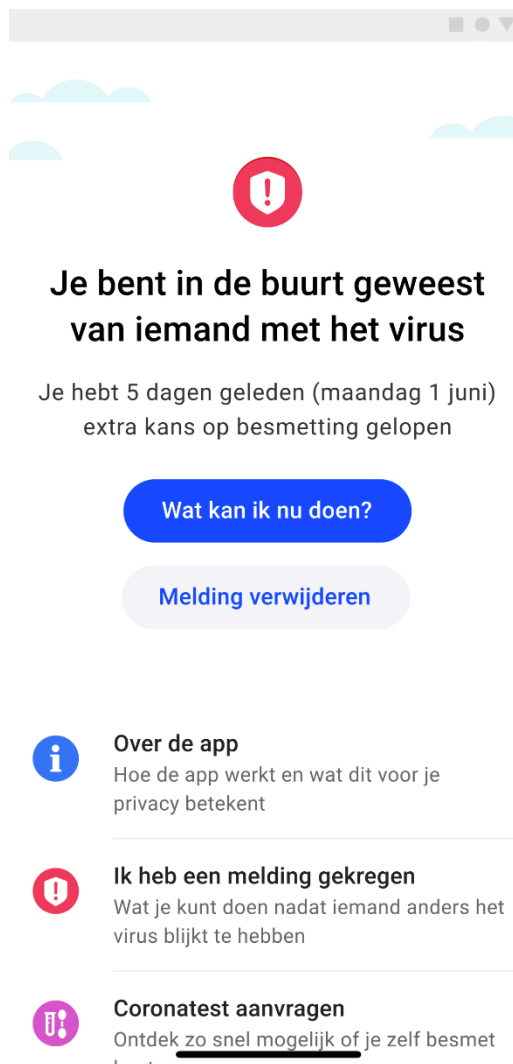 Je bent in de buurt geweest
van iemand met het virus
Je hebt 5 dagen geleden (maandag 1 juni)
extra kans op besmetting gelopen
Wat kan ik nu doen?
Melding verwijderen
Over de app
Hoe de app werkt en wat dit voor je
privacy betekent
Ik heb een melding gekregen
Wat je kunt doen nadat iemand anders het
virus blijkt te hebben
Coronatest aanvragen
Ontdek zo snel mogelijk of je zelf besmet